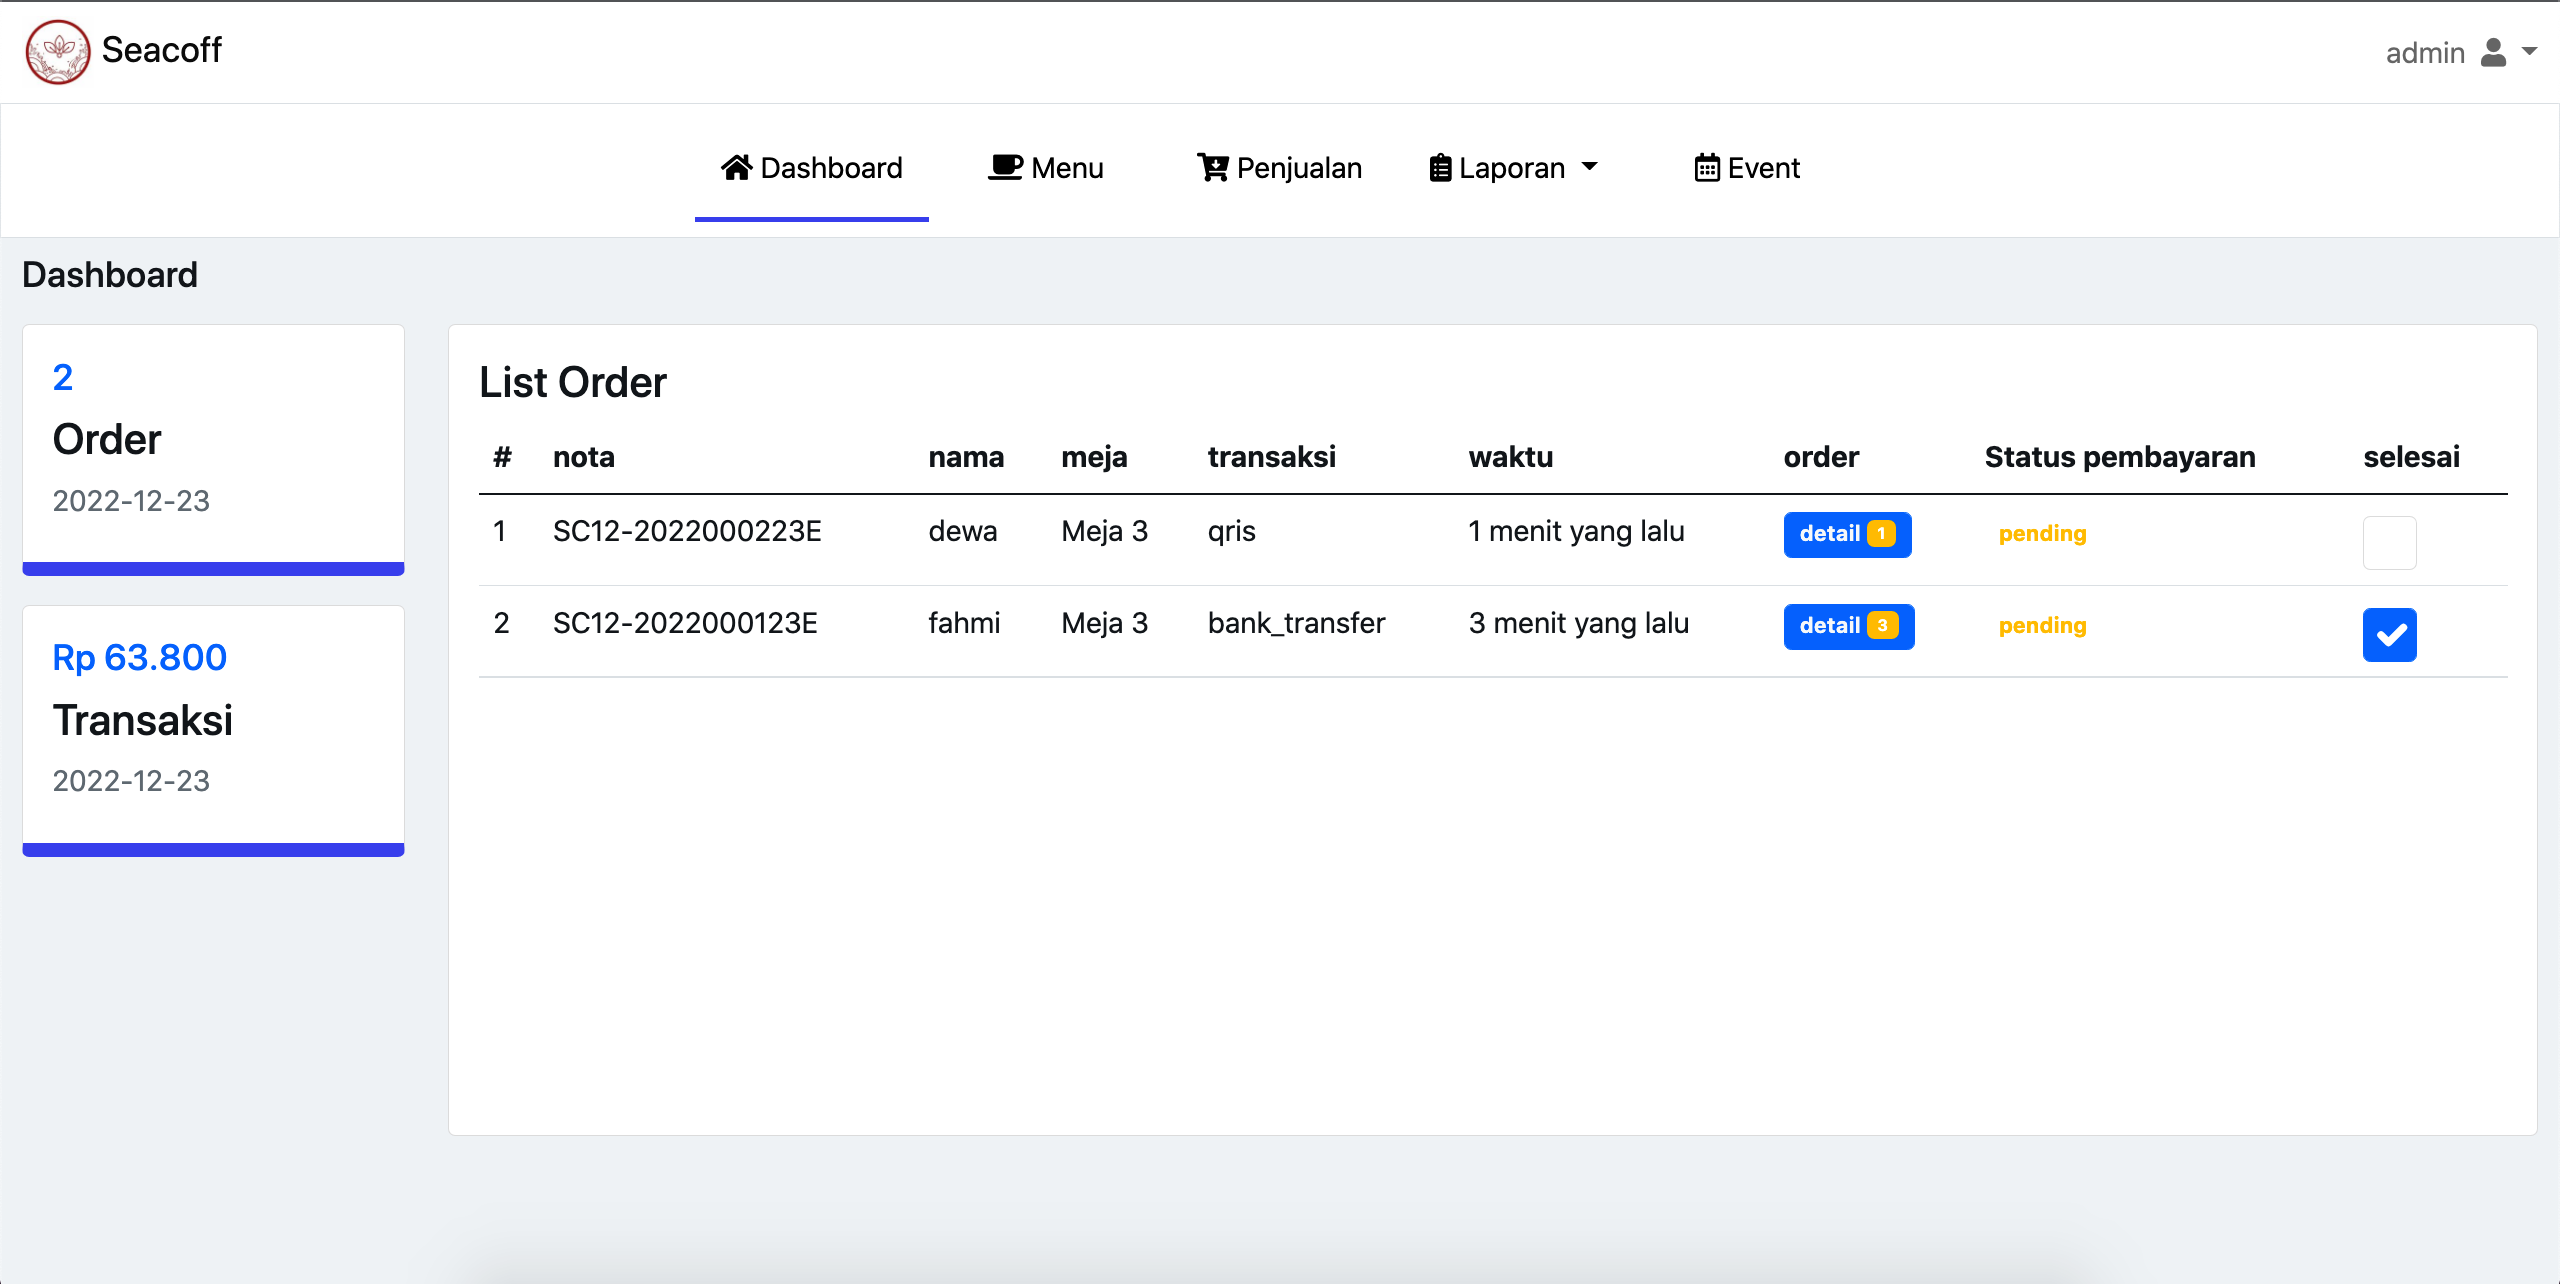 Seacoff
admin
Dashboard Menu Penjualan Laporan Event
Dashboard
2
Order
2022-12-23
Rp 63.800
Transaksi
2022-12-23
List Order
# nota nama meja transaksi waktu order Status pembayaran selesai
1 SC12-2022000223E dewa Meja 3 qris 1 menit yang lalu detail 1 pending
2 SC12-2022000123E fahmi Meja 3 bank_transfer 3 menit yang lalu detail 3 pending